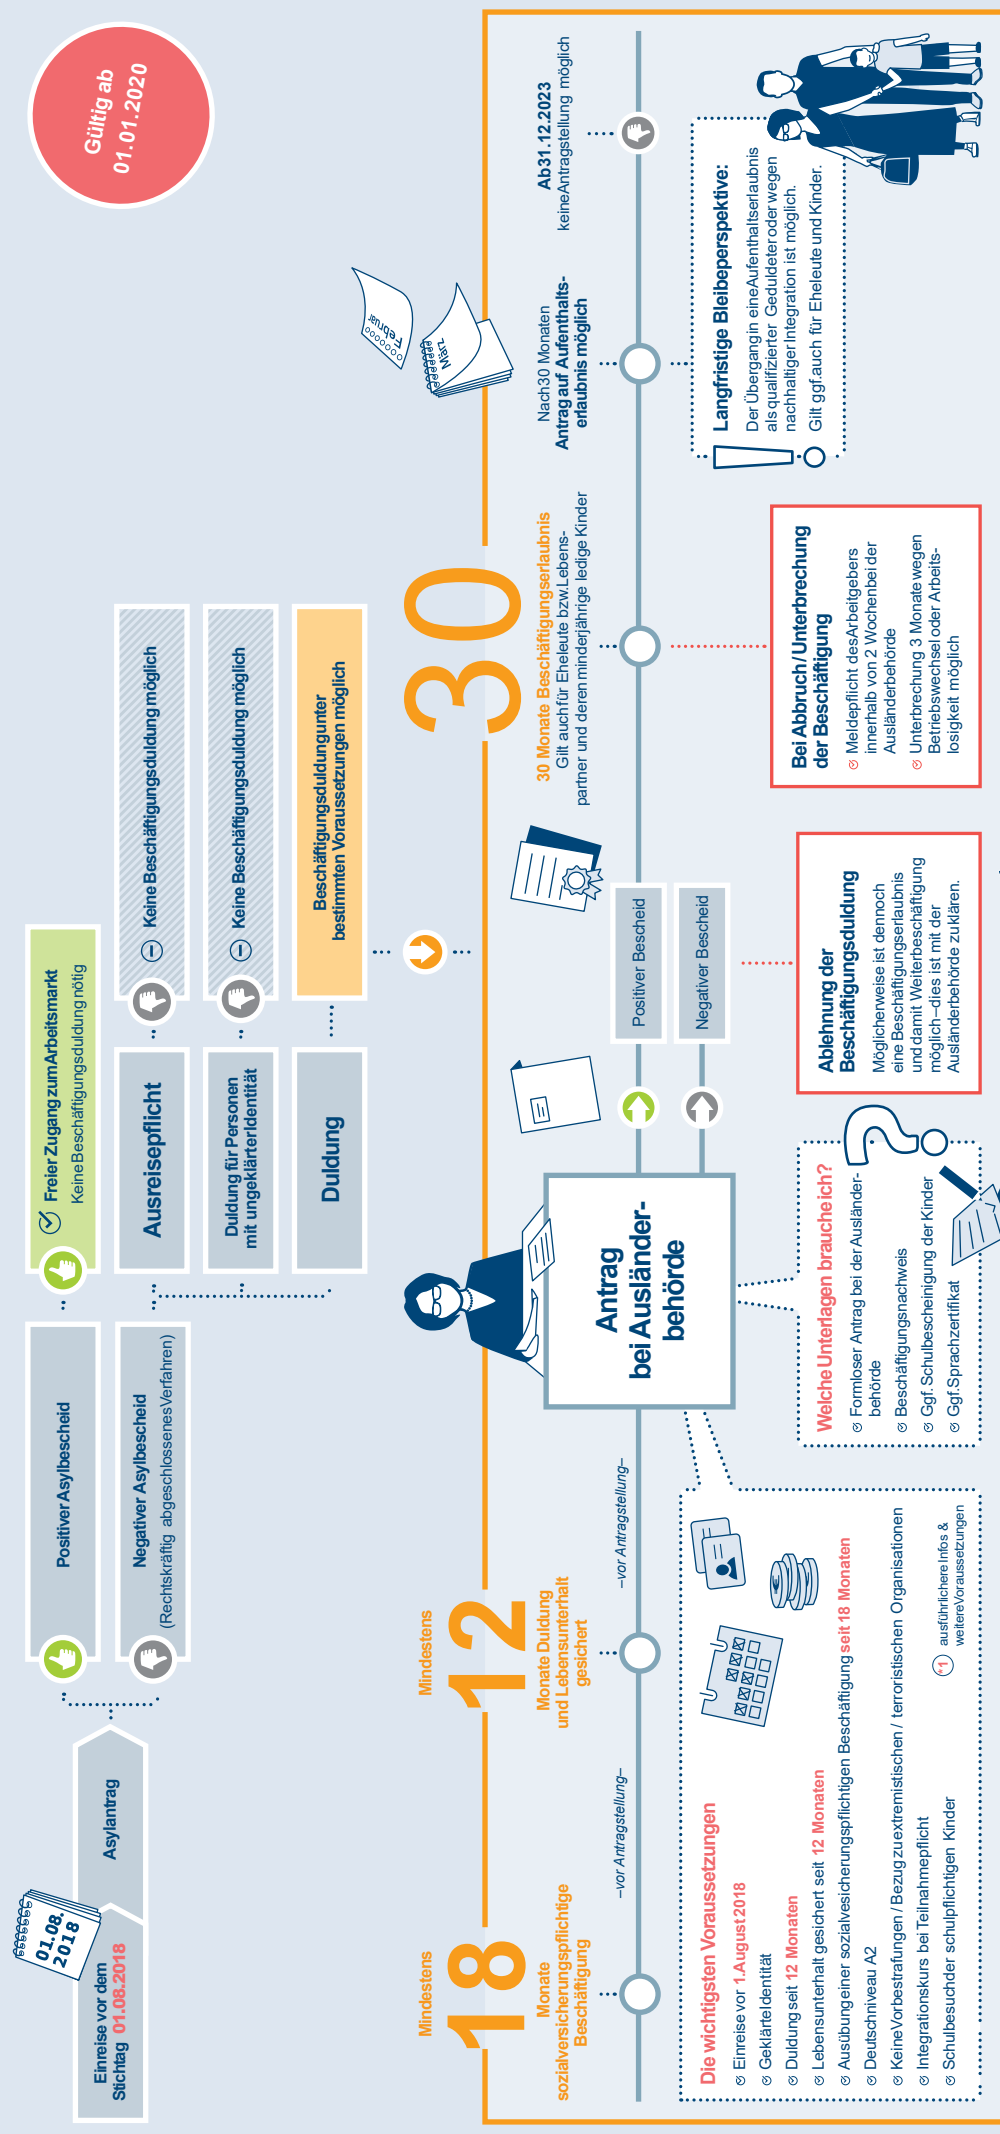 Gültig ab
01.01.2020
01.08.
2018
Einreise vor dem
Stichtag 01.08.2018
Asylantrag
Positiver Asylbescheid
Negativer Asylbescheid
(Rechtskräftig abgeschlossenes Verfahren)
Freier Zugang zum Arbeitsmarkt
Keine Beschäftigungsduldung nötig
Ausreisepflicht
Keine Beschäftigungsduldung möglich
Duldung für Personen
mit ungeklärter Identität
Keine Beschäftigungsduldung möglich
Duldung
Beschäftigungsduldung unter
bestimmten Voraussetzungen möglich
Mindestens
18
Monate
sozialversicherungspflichtige
Beschäftigung
–vor Antragstellung–
Mindestens
12
Monate Duldung
und Lebensunterhalt
gesichert
–vor Antragstellung–
Antrag
bei Ausländer-
behörde
Positiver Bescheid
Negativer Bescheid
30
30 Monate Beschäftigungserlaubnis
Gilt auch für Eheleute bzw. Lebens-
partner und deren minderjährige ledige Kinder
Februar
März
Nach 30 Monaten
Antrag auf Aufenthalts-
erlaubnis möglich
Ab 31.12.2023
keine Antragstellung möglich
Die wichtigsten Voraussetzungen
Einreise vor 1. August 2018
Geklärte Identität
Duldung seit 12 Monaten
Lebensunterhalt gesichert seit 12 Monaten
Ausübung einer sozialvesicherungspflichtigen Beschäftigung seit 18 Monaten
Deutschniveau A2
Keine Vorbestrafungen / Bezug zu extremistischen / terroristischen Organisationen
Integrationskurs bei Teilnahmepflicht
Schulbesuch der schulpflichtigen Kinder
*1
ausführlichere Infos &
weitere Voraussetzungen
Welche Unterlagen brauche ich?
Formloser Antrag bei der Ausländer-
behörde
Beschäftigungsnachweis
Ggf. Schulbescheinigung der Kinder
Ggf. Sprachzertifikat
Ablehnung der
Beschäftigungsduldung
Möglicherweise ist dennoch
eine Beschäftigungserlaubnis
und damit Weiterbeschäftigung
möglich – dies ist mit der
Ausländerbehörde zu klären.
Bei Abbruch / Unterbrechung
der Beschäftigung
Meldepflicht des Arbeitgebers
innerhalb von 2 Wochen bei der
Ausländerbehörde
Unterbrechung 3 Monate wegen
Betriebswechsel oder Arbeits-
losigkeit möglich
Langfristige Bleibeperspektive:
Der Übergang in eine Aufenthaltserlaubnis
als qualifizierter Geduldeter oder wegen
nachhaltiger Integration ist möglich.
Gilt ggf. auch für Eheleute und Kinder.